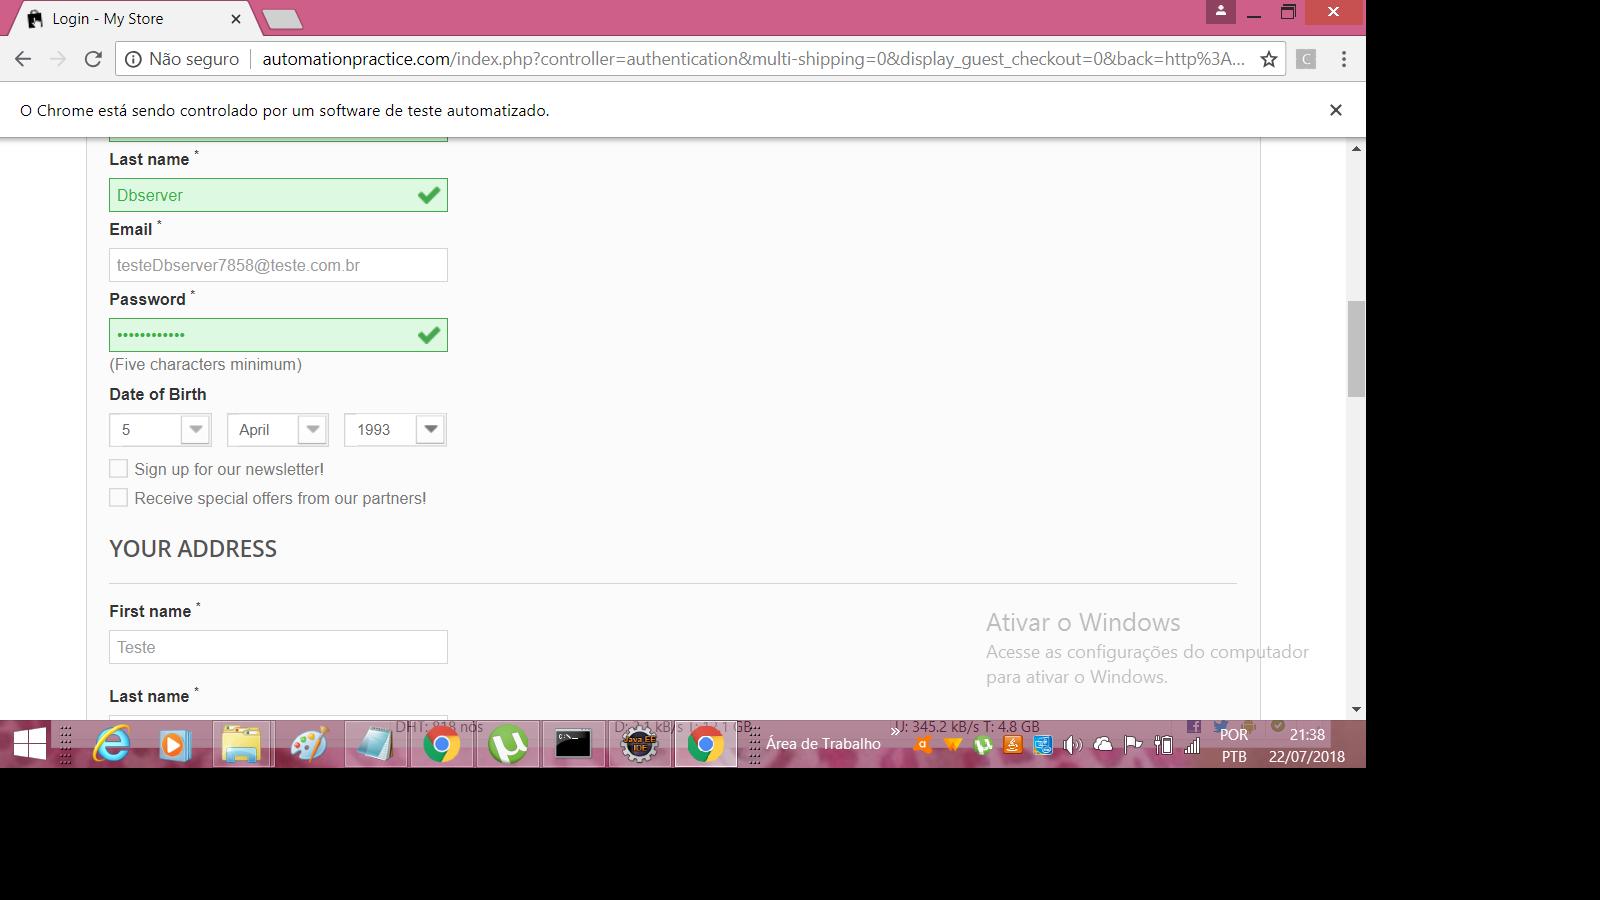 Login - My Store
Não seguro automationpractice.com/index.php?controller=authentication&multi-shipping=0&display_guest_checkout=0&back=http%3A...
C
O Chrome está sendo controlado por um software de teste automatizado.
Last name *
Dbserver
Email *
testeDbserver7858@teste.com.br
Password *
••••••••••••
(Five characters minimum)
Date of Birth
5 April 1993
Sign up for our newsletter!
Receive special offers from our partners!
YOUR ADDRESS
First name *
Teste
Ativar o Windows
Acesse as configurações do computador
para ativar o Windows.
Last name *
DHT: 818 nós U: 345.2 kB/s T: 4.8 GB
Área de Trabalho
POR 21:38
PTB 22/07/2018